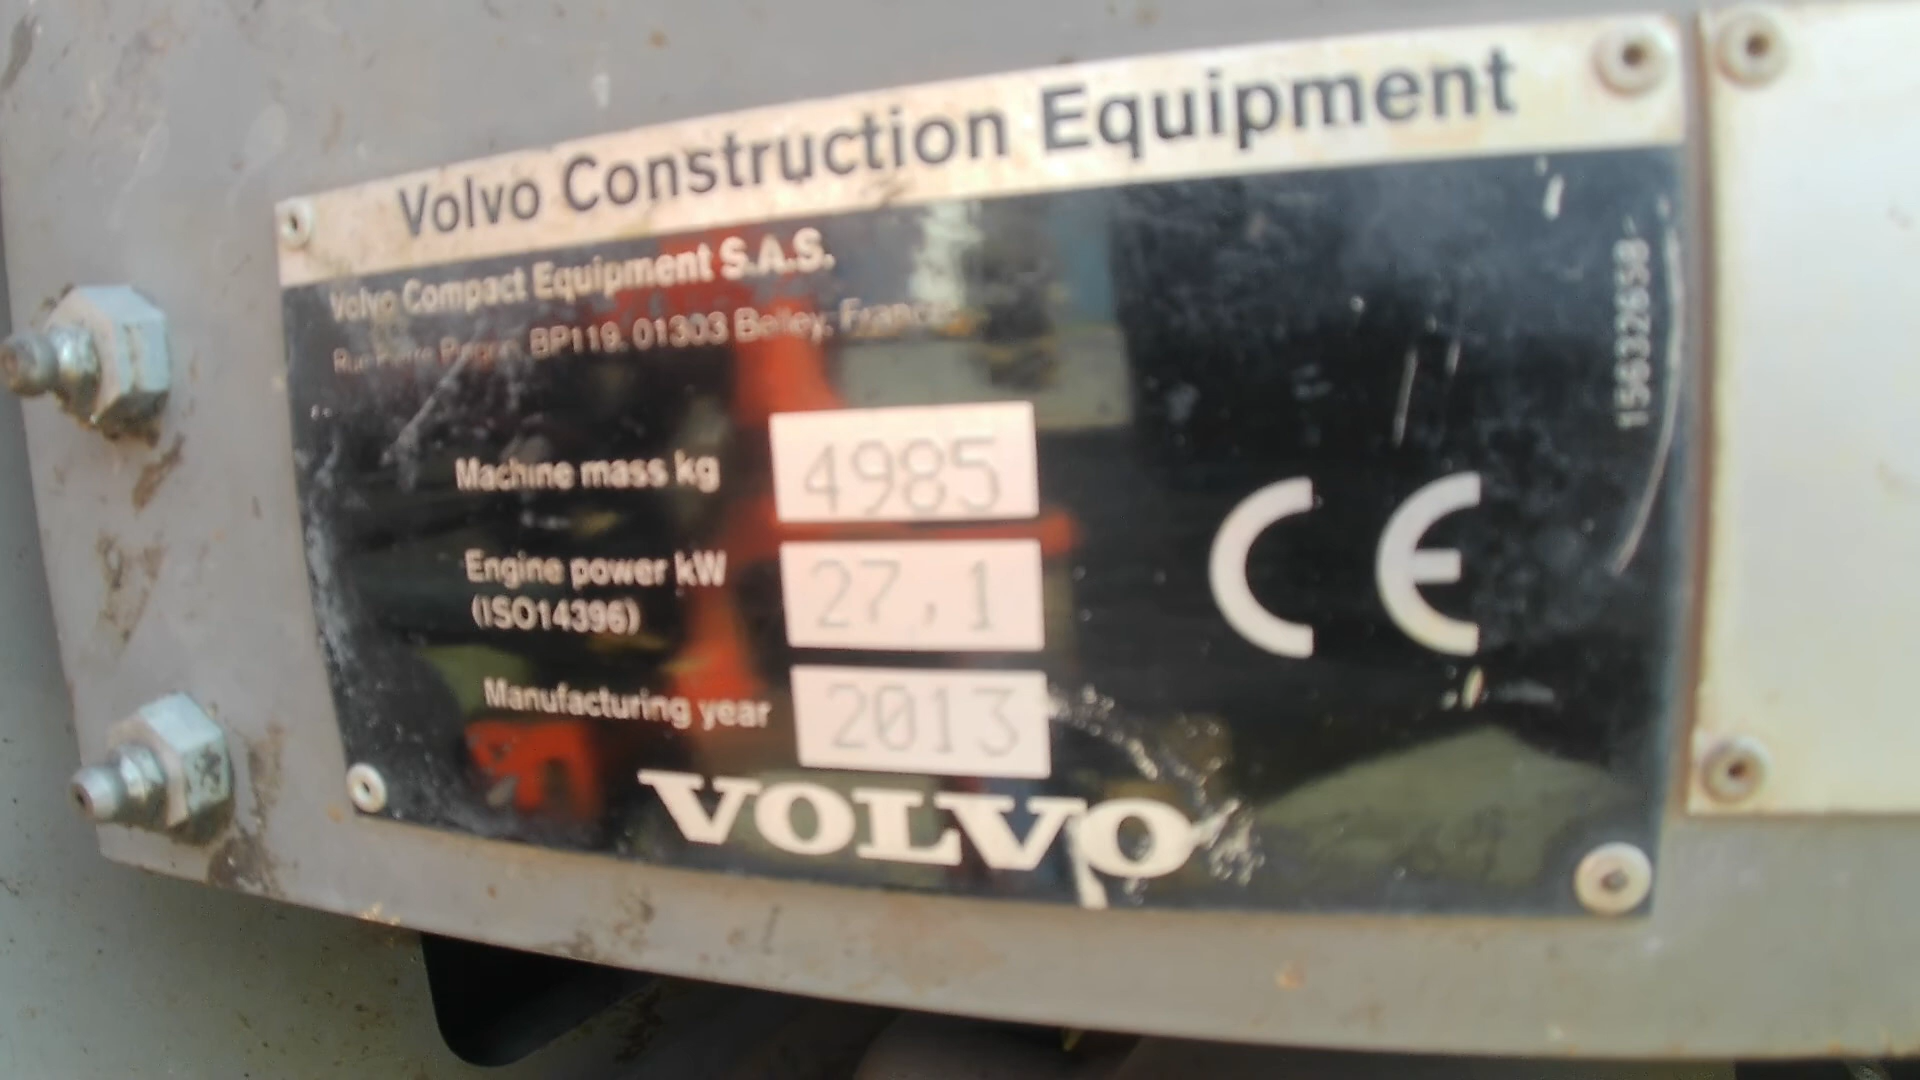 Volvo Construction Equipment
Volvo Compact Equipment S.A.S.
BP119, 01303 Belley, France
Machine mass kg 4985
Engine power kW 27,1
(ISO14396)
Manufacturing year 2013
CE
VOLVO
15632658